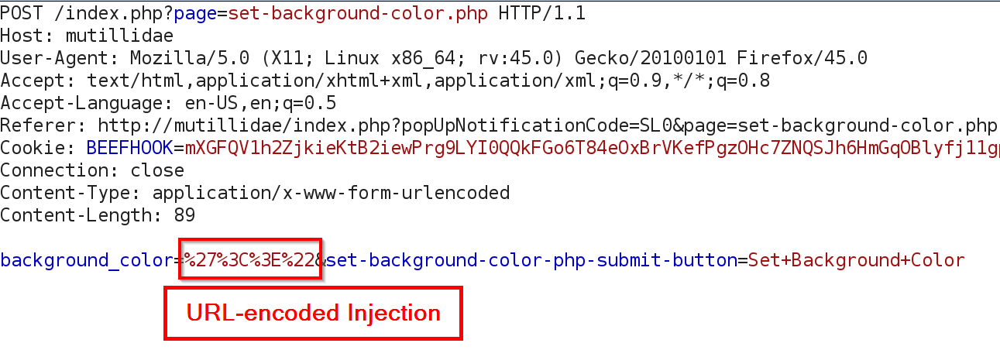 POST /index.php?page=set-background-color.php HTTP/1.1
Host: mutillidae
User-Agent: Mozilla/5.0 (X11; Linux x86_64; rv:45.0) Gecko/20100101 Firefox/45.0
Accept: text/html,application/xhtml+xml,application/xml;q=0.9,*/*;q=0.8
Accept-Language: en-US,en;q=0.5
Referer: http://mutillidae/index.php?popUpNotificationCode=SL0&page=set-background-color.php
Cookie: BEEFHOOK=mXGFQV1h2ZjkieKtB2iewPrg9LYI0QQkFGo6T84eOxBrVKefPgzOHc7ZNQSJh6HmGqOBlyfj11gp
Connection: close
Content-Type: application/x-www-form-urlencoded
Content-Length: 89
background_color=%27%3C%3E%22&set-background-color-php-submit-button=Set+Background+Color
URL-encoded Injection